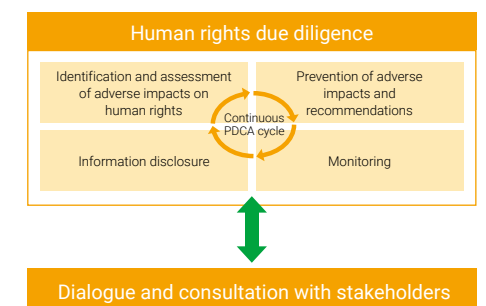 Human rights due diligence
Identification and assessment
of adverse impacts on
human rights
Prevention of adverse
impacts and
recommendations
Continuous
PDCA cycle
Information disclosure
Monitoring
Dialogue and consultation with stakeholders